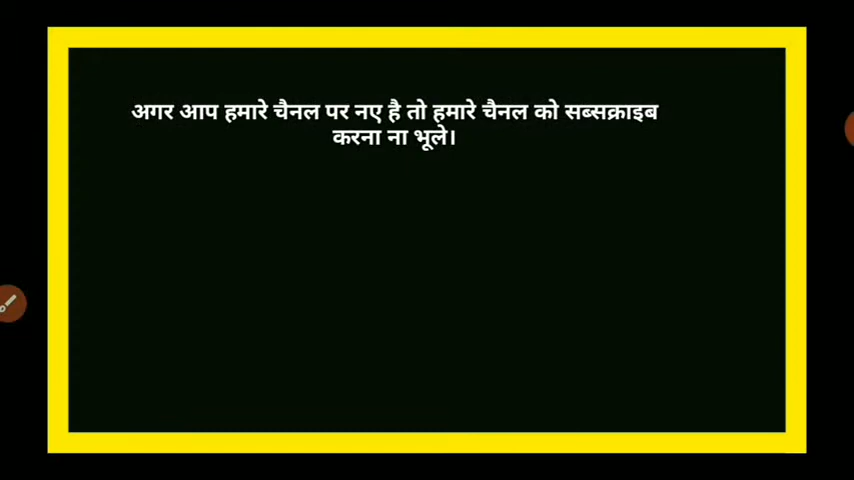 अगर आप हमारे चैनल पर नए है तो हमारे चैनल को सब्सक्राइब
करना ना भूले।